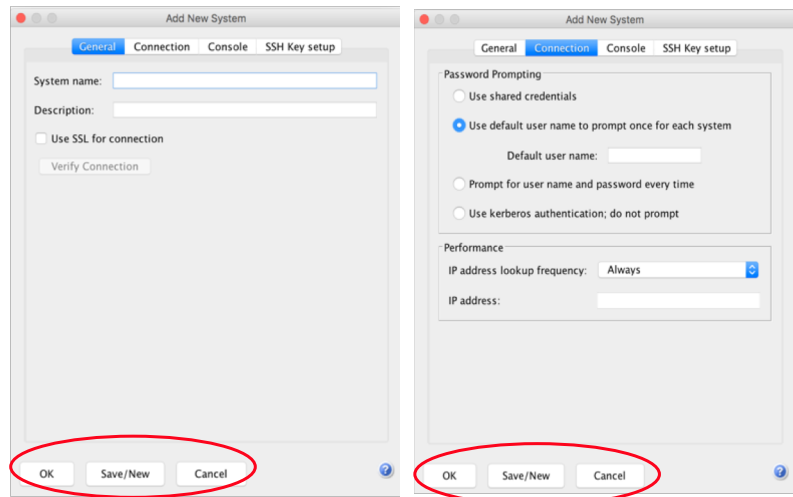 Add New System
General Connection Console SSH Key setup
System name:
Description:
Use SSL for connection
Verify Connection
OK Save/New Cancel
?
Add New System
General Connection Console SSH Key setup
Password Prompting
Use shared credentials
Use default user name to prompt once for each system
Default user name:
Prompt for user name and password every time
Use kerberos authentication; do not prompt
Performance
IP address lookup frequency: Always
IP address:
OK Save/New Cancel
?